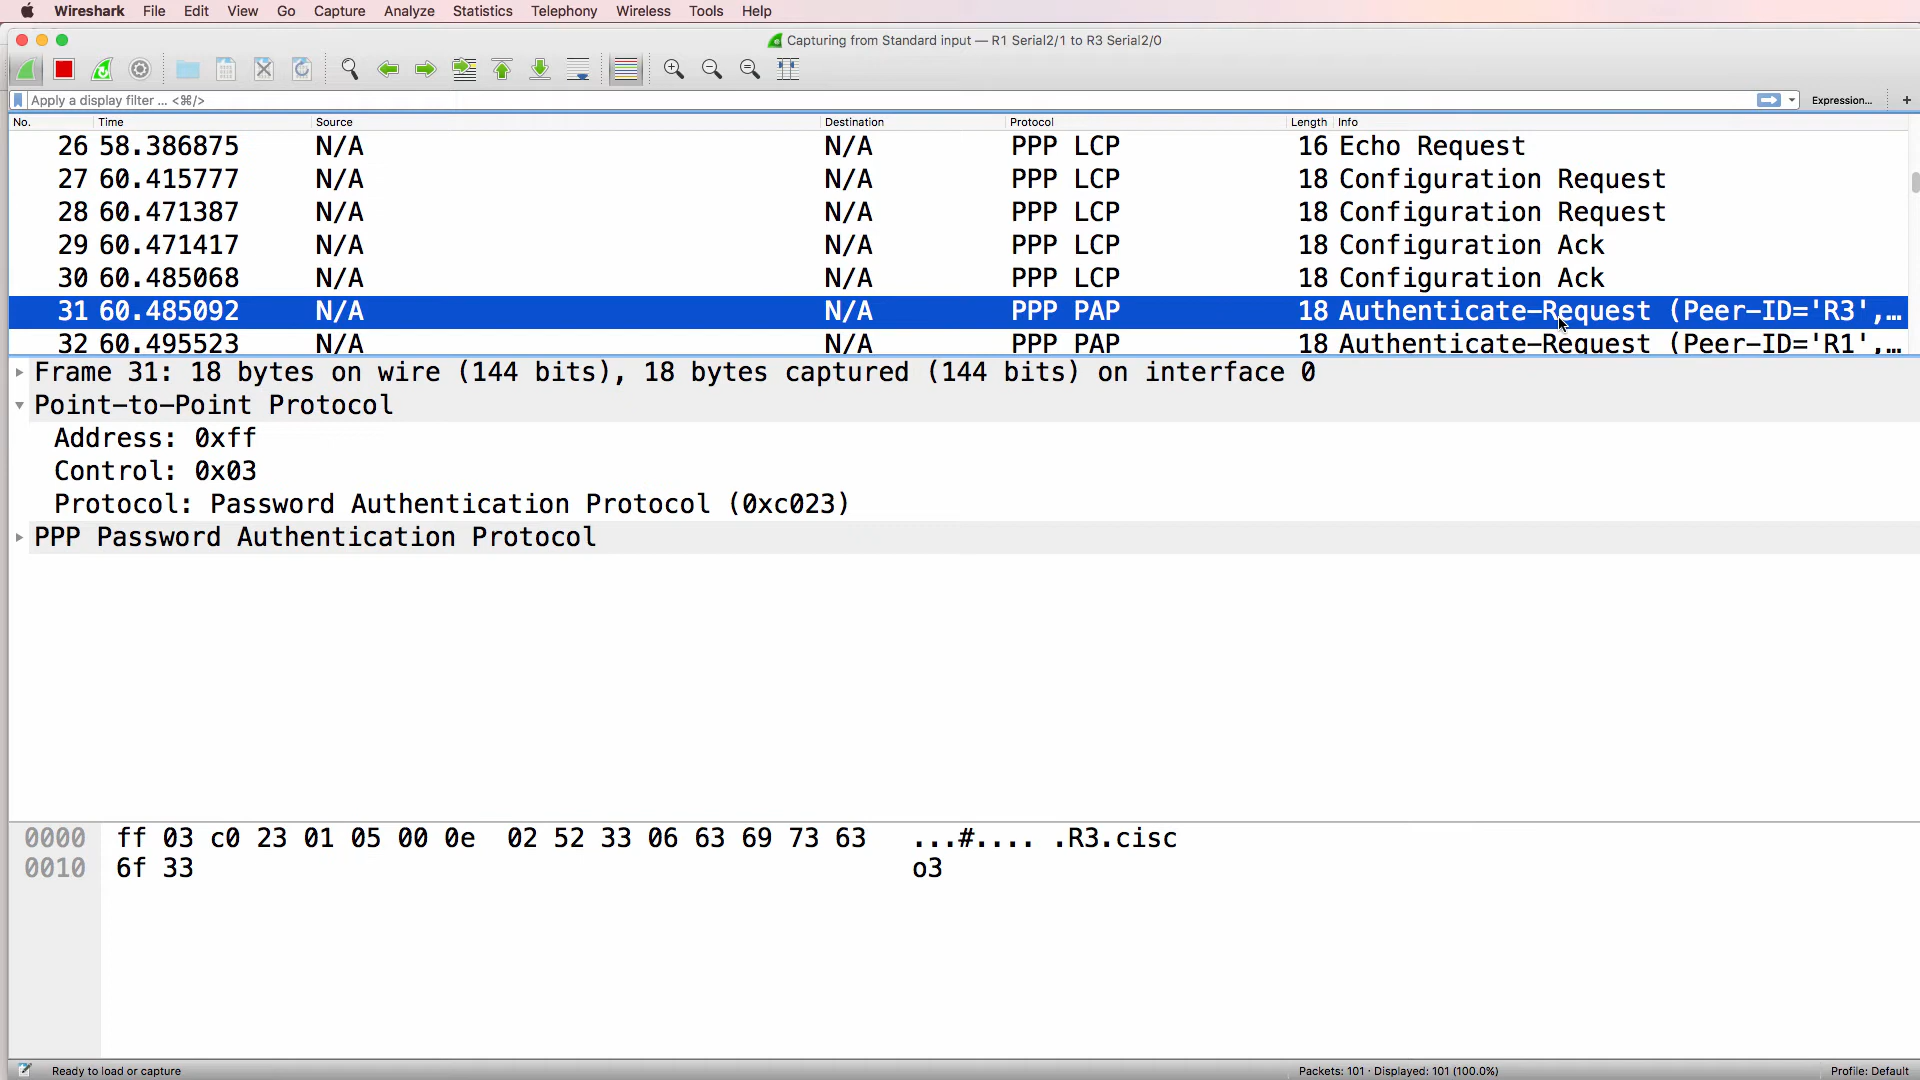 Wireshark File Edit View Go Capture Analyze Statistics Telephony Wireless Tools Help
Capturing from Standard input — R1 Serial2/1 to R3 Serial2/0
Apply a display filter ... <⌘/>
Expression...
+
No. Time Source Destination Protocol Length Info
26 58.386875 N/A N/A PPP LCP 16 Echo Request
27 60.415777 N/A N/A PPP LCP 18 Configuration Request
28 60.471387 N/A N/A PPP LCP 18 Configuration Request
29 60.471417 N/A N/A PPP LCP 18 Configuration Ack
30 60.485068 N/A N/A PPP LCP 18 Configuration Ack
31 60.485092 N/A N/A PPP PAP 18 Authenticate-Request (Peer-ID='R3',…
32 60.495523 N/A N/A PPP PAP 18 Authenticate-Request (Peer-ID='R1',…
Frame 31: 18 bytes on wire (144 bits), 18 bytes captured (144 bits) on interface 0
Point-to-Point Protocol
Address: 0xff
Control: 0x03
Protocol: Password Authentication Protocol (0xc023)
PPP Password Authentication Protocol
0000 ff 03 c0 23 01 05 00 0e 02 52 33 06 63 69 73 63 ...#.... .R3.cisc
0010 6f 33 o3
Ready to load or capture
Packets: 101 · Displayed: 101 (100.0%)
Profile: Default